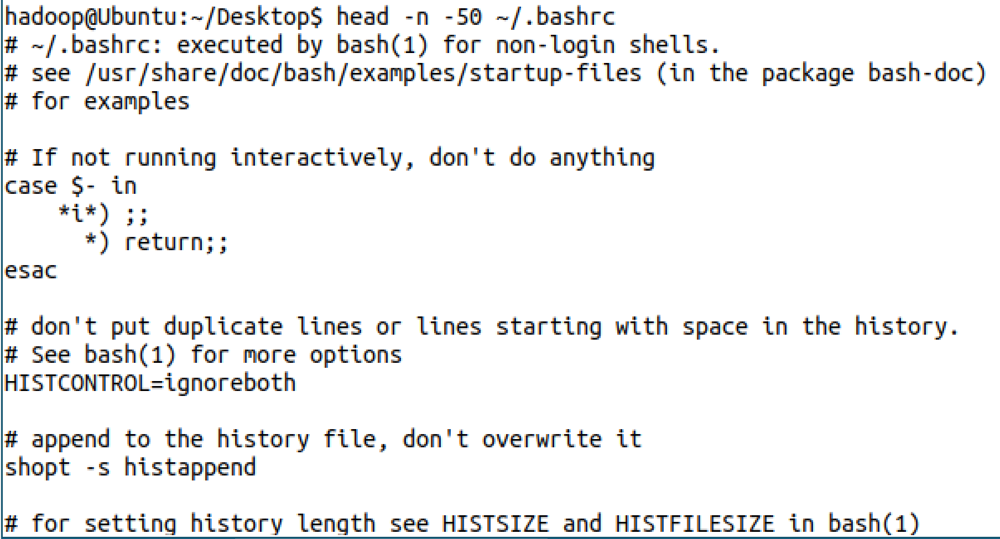 hadoop@Ubuntu:~/Desktop$ head -n -50 ~/.bashrc
# ~/.bashrc: executed by bash(1) for non-login shells.
# see /usr/share/doc/bash/examples/startup-files (in the package bash-doc)
# for examples

# If not running interactively, don't do anything
case $- in
    *i*) ;;
      *) return;;
esac

# don't put duplicate lines or lines starting with space in the history.
# See bash(1) for more options
HISTCONTROL=ignoreboth

# append to the history file, don't overwrite it
shopt -s histappend

# for setting history length see HISTSIZE and HISTFILESIZE in bash(1)